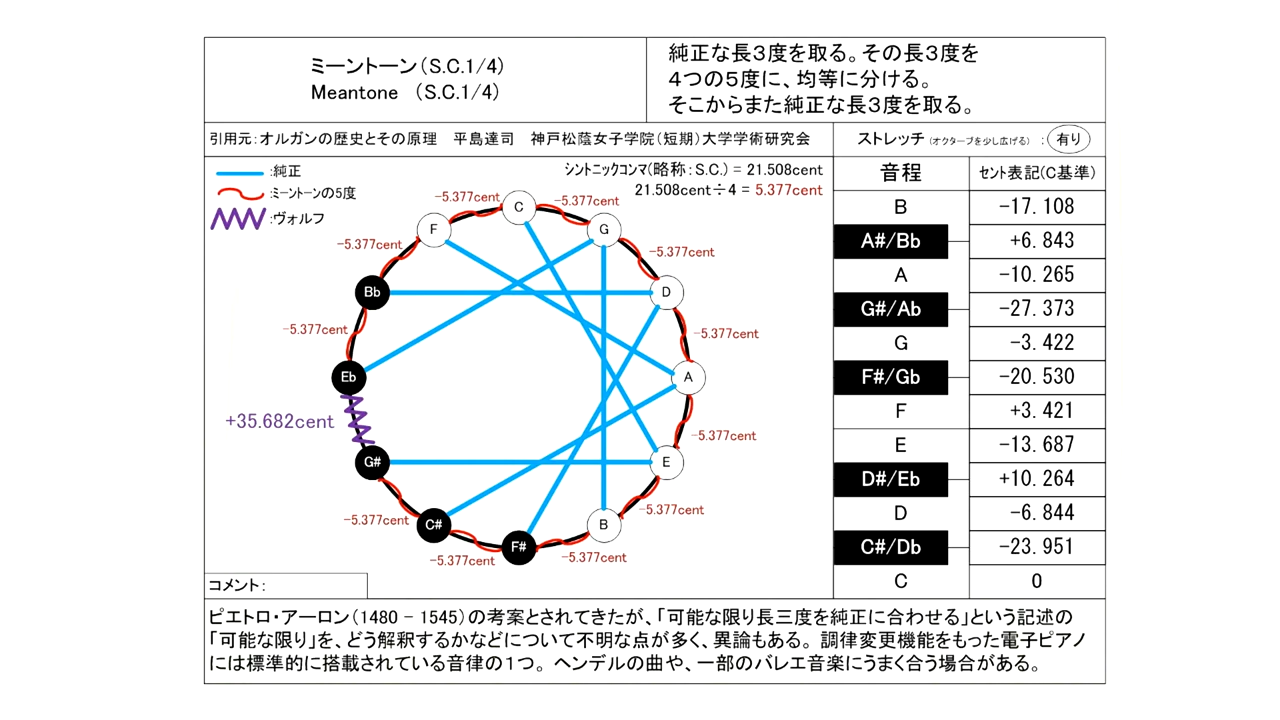 ミーントーン(S.C.1/4)
Meantone (S.C.1/4)
純正な長3度を取る。その長3度を
4つの5度に、均等に分ける。
そこからまた純正な長3度を取る。
引用元:オルガンの歴史とその原理 平島達司 神戸松蔭女子学院(短期)大学学術研究会
ストレッチ(オクターブを少し広げる) : 有り
:純正
:ミーントーンの5度
:ヴォルフ
シントニックコンマ(略称:S.C.) = 21.508cent
21.508cent÷4 = 5.377cent
-5.377cent
-5.377cent
C
F
G
-5.377cent
-5.377cent
Bb
D
-5.377cent
-5.377cent
Eb
A
+35.682cent
-5.377cent
G#
E
-5.377cent
-5.377cent
C#
B
F#
-5.377cent
-5.377cent
音程 セント表記(C基準)
B -17.108
A#/Bb +6.843
A -10.265
G#/Ab -27.373
G -3.422
F#/Gb -20.530
F +3.421
E -13.687
D#/Eb +10.264
D -6.844
C#/Db -23.951
C 0
コメント:
ピエトロ・アーロン(1480 - 1545)の考案とされてきたが、「可能な限り長三度を純正に合わせる」という記述の
「可能な限り」を、どう解釈するかなどについて不明な点が多く、異論もある。調律変更機能をもった電子ピアノ
には標準的に搭載されている音律の1つ。ヘンデルの曲や、一部のバレエ音楽にうまく合う場合がある。